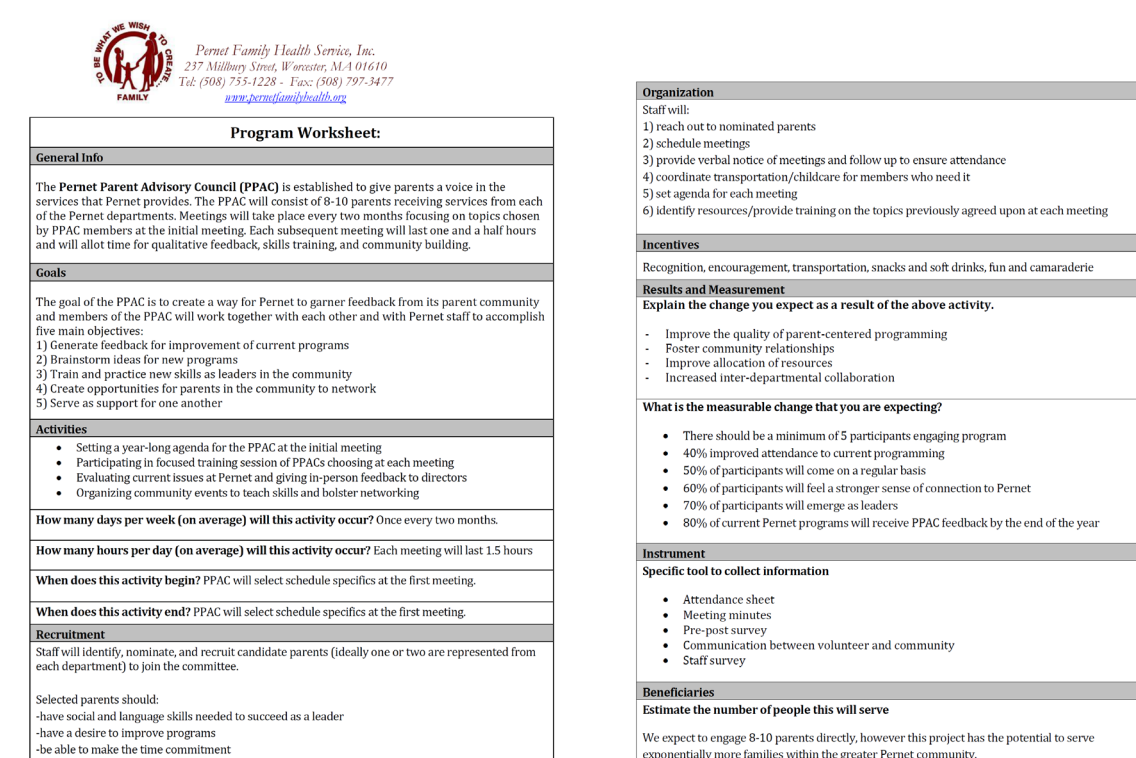 TO BE WHAT WE WISH TO CREATE...
FAMILY
Pernet Family Health Service, Inc.
237 Millbury Street, Worcester, MA 01610
Tel: (508) 755-1228 - Fax: (508) 797-3477
www.pernetfamilyhealth.org
Program Worksheet:
General Info
The Pernet Parent Advisory Council (PPAC) is established to give parents a voice in the
services that Pernet provides. The PPAC will consist of 8-10 parents receiving services from each
of the Pernet departments. Meetings will take place every two months focusing on topics chosen
by PPAC members at the initial meeting. Each subsequent meeting will last one and a half hours
and will allot time for qualitative feedback, skills training, and community building.
Goals
The goal of the PPAC is to create a way for Pernet to garner feedback from its parent community
and members of the PPAC will work together with each other and with Pernet staff to accomplish
five main objectives:
1) Generate feedback for improvement of current programs
2) Brainstorm ideas for new programs
3) Train and practice new skills as leaders in the community
4) Create opportunities for parents in the community to network
5) Serve as support for one another
Activities
• Setting a year-long agenda for the PPAC at the initial meeting
• Participating in focused training session of PPACs choosing at each meeting
• Evaluating current issues at Pernet and giving in-person feedback to directors
• Organizing community events to teach skills and bolster networking
How many days per week (on average) will this activity occur? Once every two months.
How many hours per day (on average) will this activity occur? Each meeting will last 1.5 hours
When does this activity begin? PPAC will select schedule specifics at the first meeting.
When does this activity end? PPAC will select schedule specifics at the first meeting.
Recruitment
Staff will identify, nominate, and recruit candidate parents (ideally one or two are represented from
each department) to join the committee.
Selected parents should:
-have social and language skills needed to succeed as a leader
-have a desire to improve programs
-be able to make the time commitment
Organization
Staff will:
1) reach out to nominated parents
2) schedule meetings
3) provide verbal notice of meetings and follow up to ensure attendance
4) coordinate transportation/childcare for members who need it
5) set agenda for each meeting
6) identify resources/provide training on the topics previously agreed upon at each meeting
Incentives
Recognition, encouragement, transportation, snacks and soft drinks, fun and camaraderie
Results and Measurement
Explain the change you expect as a result of the above activity.
- Improve the quality of parent-centered programming
- Foster community relationships
- Improve allocation of resources
- Increased inter-departmental collaboration
What is the measurable change that you are expecting?
• There should be a minimum of 5 participants engaging program
• 40% improved attendance to current programming
• 50% of participants will come on a regular basis
• 60% of participants will feel a stronger sense of connection to Pernet
• 70% of participants will emerge as leaders
• 80% of current Pernet programs will receive PPAC feedback by the end of the year
Instrument
Specific tool to collect information
• Attendance sheet
• Meeting minutes
• Pre-post survey
• Communication between volunteer and community
• Staff survey
Beneficiaries
Estimate the number of people this will serve
We expect to engage 8-10 parents directly, however this project has the potential to serve
exponentially more families within the greater Pernet community.